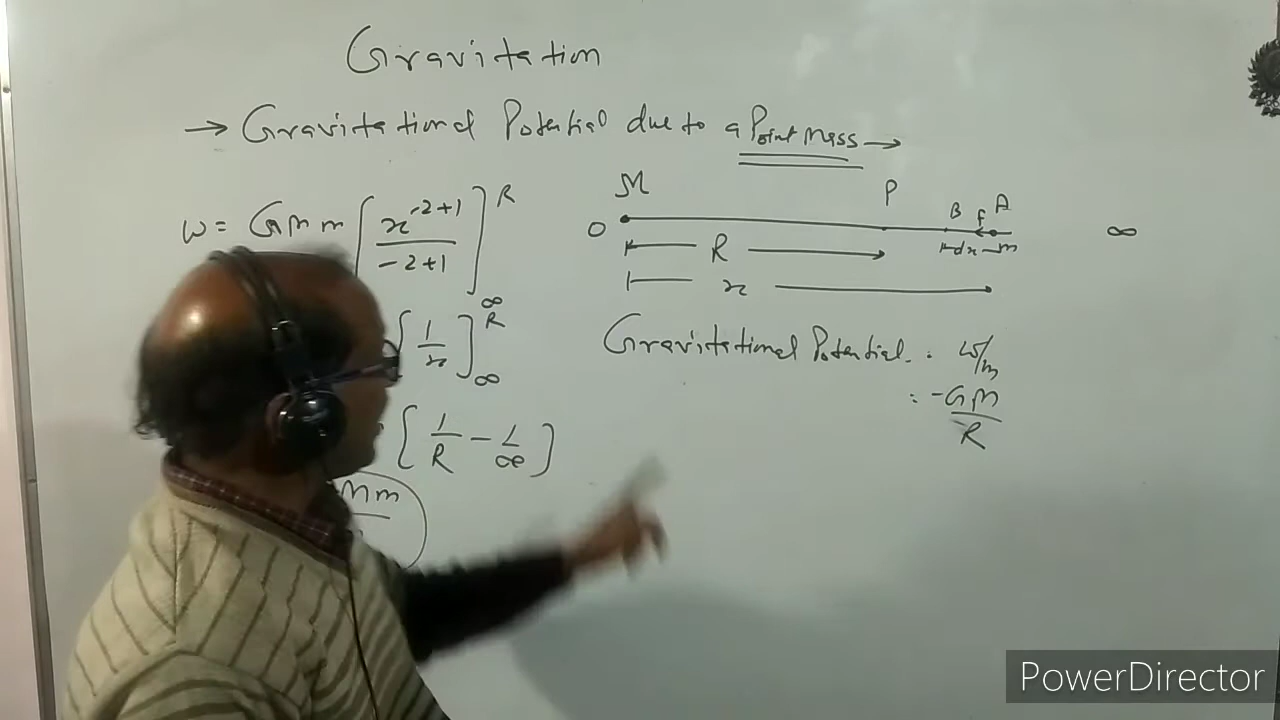 Gravitation
→ Gravitational Potential due to a Point Mass →
w = GMm [ x^-2+1 / -2+1 ]^R_∞
[ 1/x ]^R_∞
[ 1/R - 1/∞ ]
Mm
M P B F A
O ∞
R dx m
x
Gravitational Potential = W/m
= -GM/R
PowerDirector